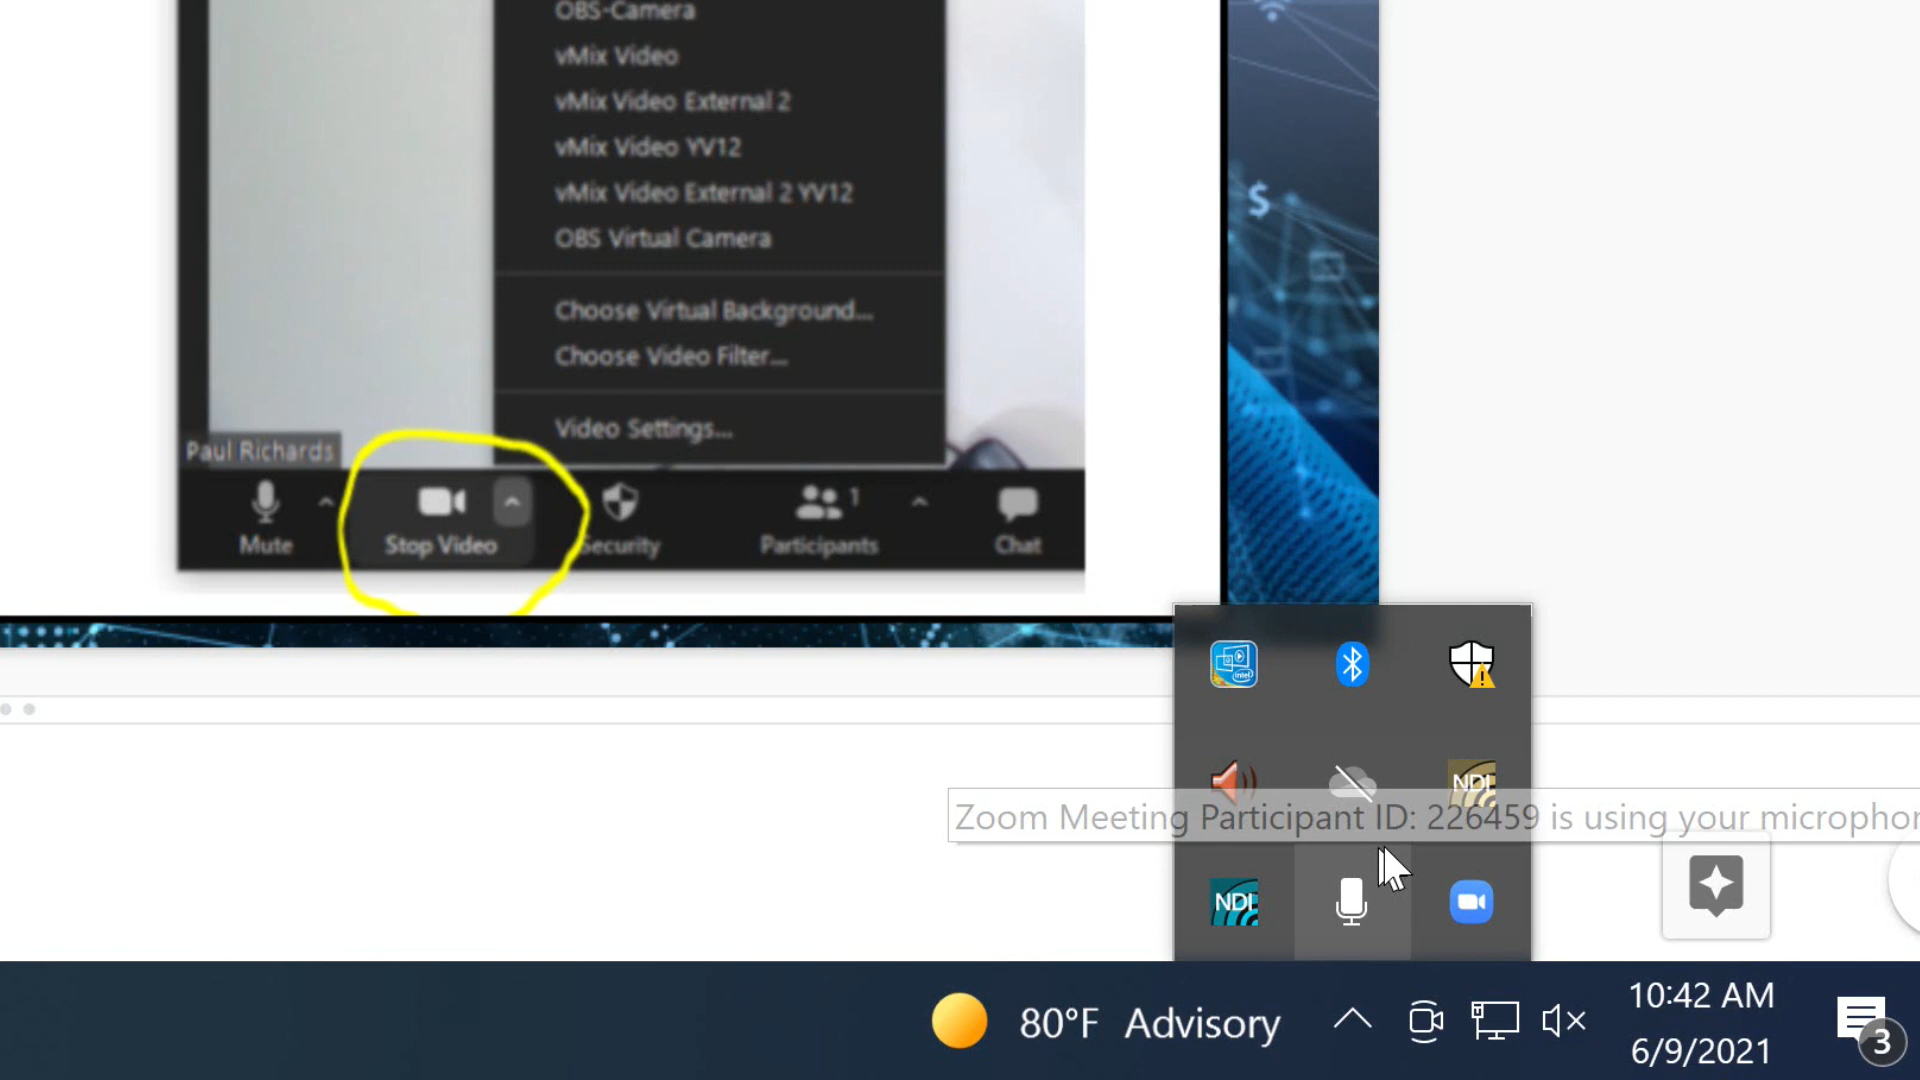 OBS-Camera
vMix Video
vMix Video External 2
vMix Video YV12
vMix Video External 2 YV12
OBS Virtual Camera
Choose Virtual Background...
Choose Video Filter...
Video Settings...
Paul Richards
1
Mute
Stop Video
Security
Participants
Chat
$
intel
NDI
Zoom Meeting Participant ID: 226459 is using your microphon
NDI
80°F Advisory
10:42 AM
6/9/2021
3